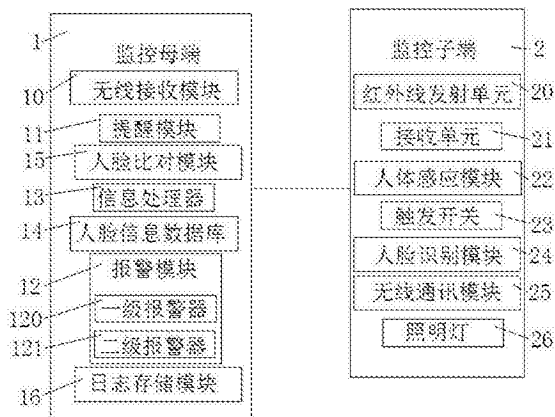 1
监控母端
10
无线接收模块
11
提醒模块
15
人脸比对模块
13
信息处理器
14
人脸信息数据库
12
报警模块
120
一级报警器
121
二级报警器
16
日志存储模块
监控子端
2
红外线发射单元
20
接收单元
21
人体感应模块
22
触发开关
23
人脸识别模块
24
无线通讯模块
25
照明灯
26